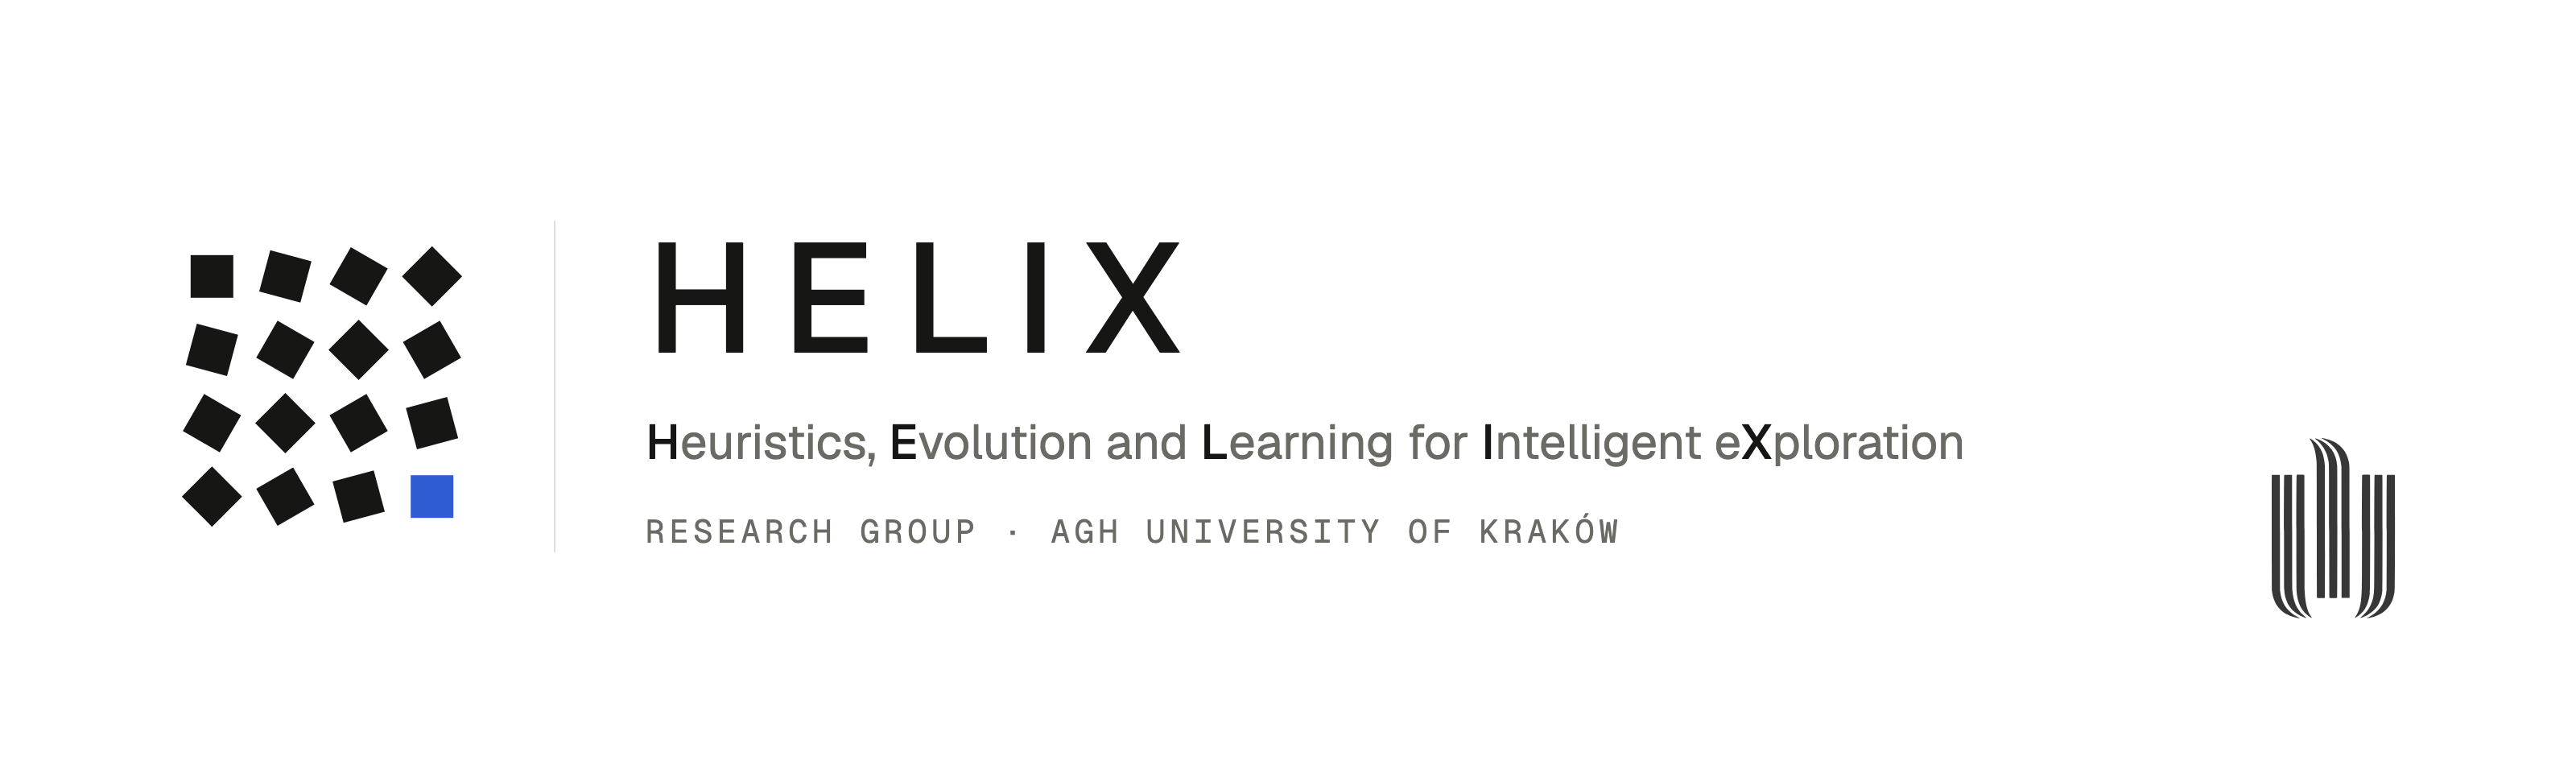 HELIX
Heuristics, Evolution and Learning for Intelligent eXploration
RESEARCH GROUP · AGH UNIVERSITY OF KRAKÓW